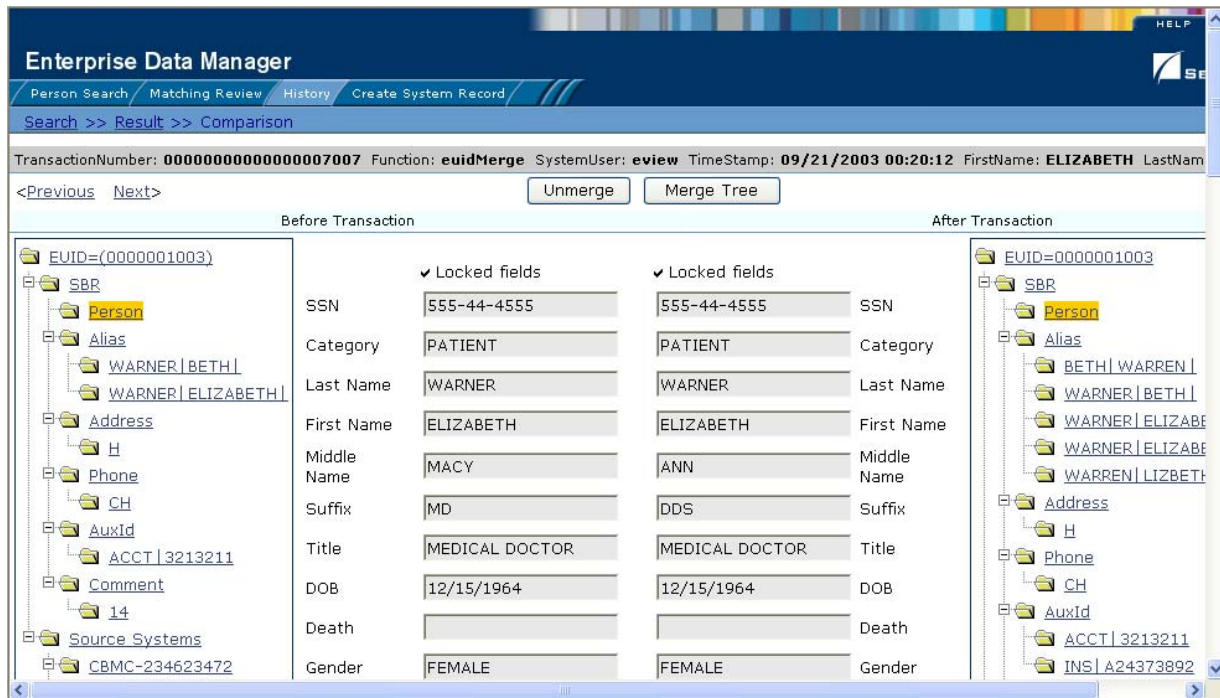 HELP
Enterprise Data Manager
SE
Person Search Matching Review History Create System Record
Search >> Result >> Comparison
TransactionNumber: 00000000000000007007 Function: euidMerge SystemUser: eview TimeStamp: 09/21/2003 00:20:12 FirstName: ELIZABETH LastNam
<Previous Next> Unmerge Merge Tree
Before Transaction After Transaction
EUID=(0000001003)
SBR
Person
Alias
WARNER|BETH|
WARNER|ELIZABETH|
Address
H
Phone
CH
AuxId
ACCT|3213211
Comment
14
Source Systems
CBMC-234623472
✔ Locked fields ✔ Locked fields
SSN 555-44-4555 555-44-4555 SSN
Category PATIENT PATIENT Category
Last Name WARNER WARNER Last Name
First Name ELIZABETH ELIZABETH First Name
Middle Name MACY ANN Middle Name
Suffix MD DDS Suffix
Title MEDICAL DOCTOR MEDICAL DOCTOR Title
DOB 12/15/1964 12/15/1964 DOB
Death Death
Gender FEMALE FEMALE Gender
EUID=0000001003
SBR
Person
Alias
BETH|WARREN|
WARNER|BETH|
WARNER|ELIZABE
WARNER|ELIZABE
WARREN|LIZBETH
Address
H
Phone
CH
AuxId
ACCT|3213211
INS|A24373892